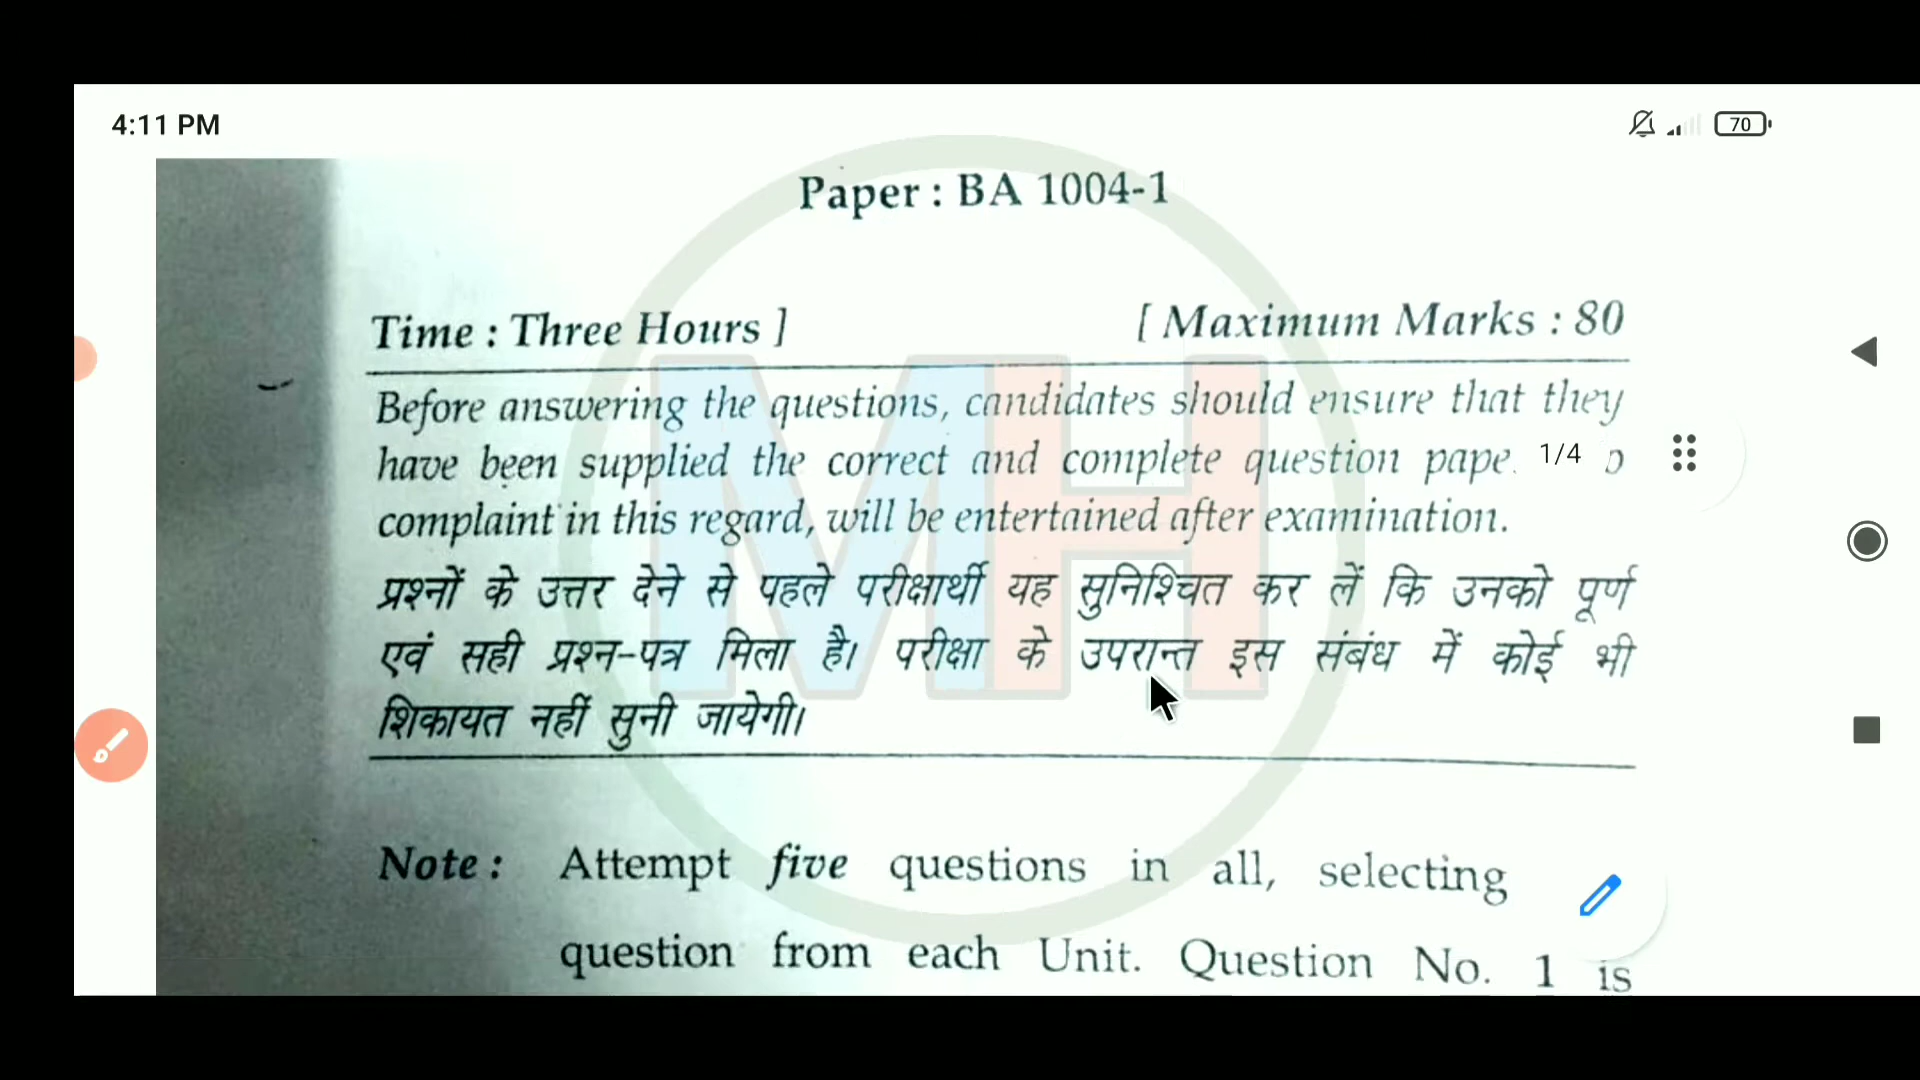 4:11 PM
70
Paper : BA 1004-1
Time : Three Hours ]
[ Maximum Marks : 80
Before answering the questions, candidates should ensure that they
have been supplied the correct and complete question pape
1/4
complaint in this regard, will be entertained after examination.
प्रश्नों के उत्तर देने से पहले परीक्षार्थी यह सुनिश्चित कर लें कि उनको पूर्ण
एवं सही प्रश्न-पत्र मिला है। परीक्षा के उपरान्त इस संबंध में कोई भी
शिकायत नहीं सुनी जायेगी।
MH
Note : Attempt five questions in all, selecting
question from each Unit. Question No. 1 is